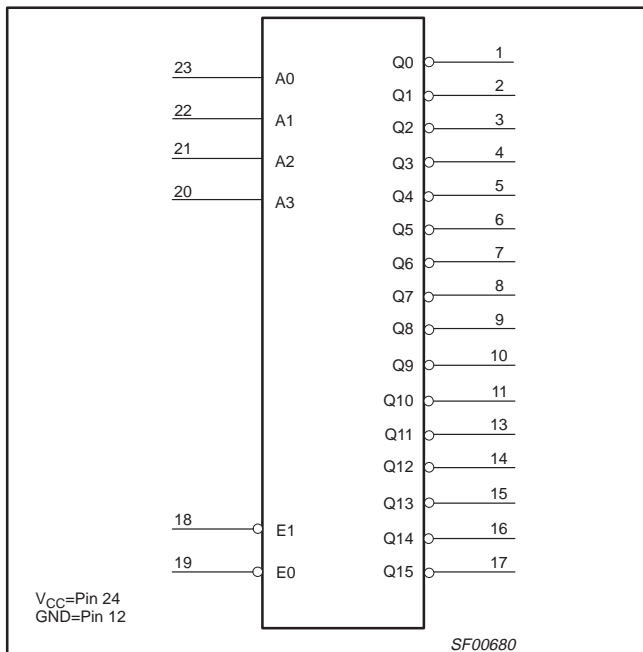 23 A0
22 A1
21 A2
20 A3
18 E1
19 E0
Q0 1
Q1 2
Q2 3
Q3 4
Q4 5
Q5 6
Q6 7
Q7 8
Q8 9
Q9 10
Q10 11
Q11 13
Q12 14
Q13 15
Q14 16
Q15 17
VCC=Pin 24
GND=Pin 12
SF00680